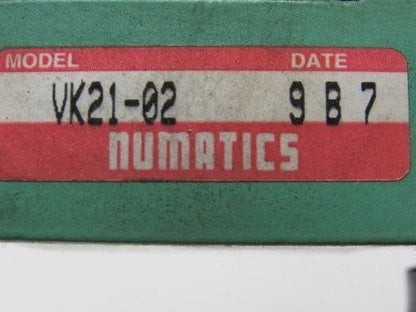 MODEL DATE
VK21-02 9 B 7
NUMATICS